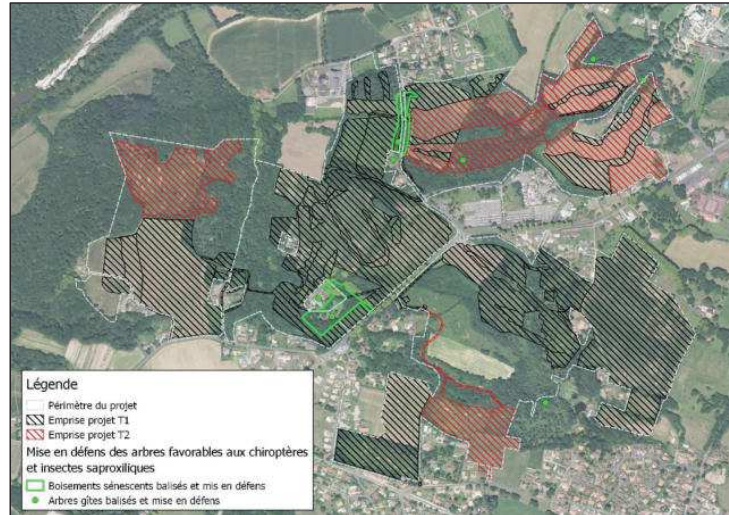 Légende
Périmètre du projet
Emprise projet T1
Emprise projet T2
Mise en défens des arbres favorables aux chiroptères
et insectes saproxiliques
Boisements sénescents balisés et mis en défens
Arbres gîtes balisés et mise en défens